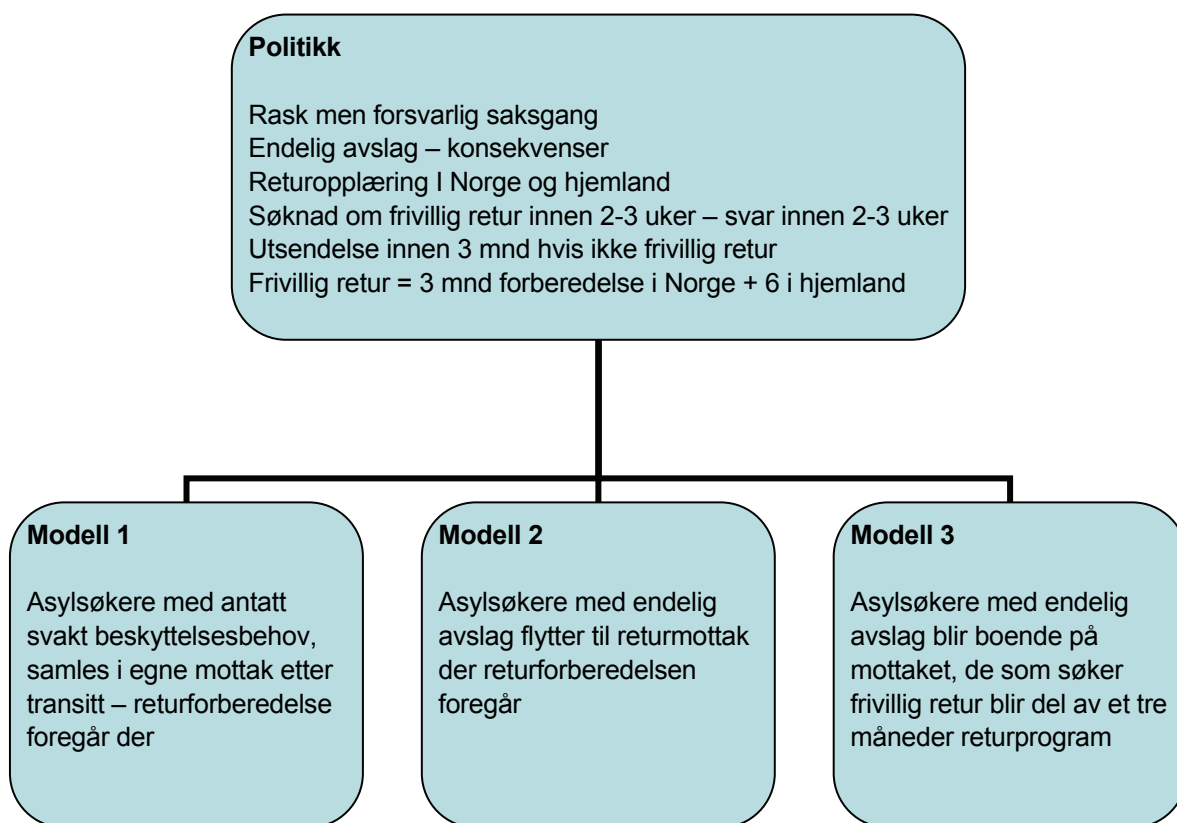 Politikk
Rask men forsvarlig saksgang
Endelig avslag – konsekvenser
Returopplæring I Norge og hjemland
Søknad om frivillig retur innen 2-3 uker – svar innen 2-3 uker
Utsendelse innen 3 mnd hvis ikke frivillig retur
Frivillig retur = 3 mnd forberedelse i Norge + 6 i hjemland
Modell 1
Asylsøkere med antatt
svakt beskyttelsesbehov,
samles i egne mottak etter
transitt – returforberedelse
foregår der
Modell 2
Asylsøkere med endelig
avslag flytter til returmottak
der returforberedelsen
foregår
Modell 3
Asylsøkere med endelig
avslag blir boende på
mottaket, de som søker
frivillig retur blir del av et tre
måneder returprogram